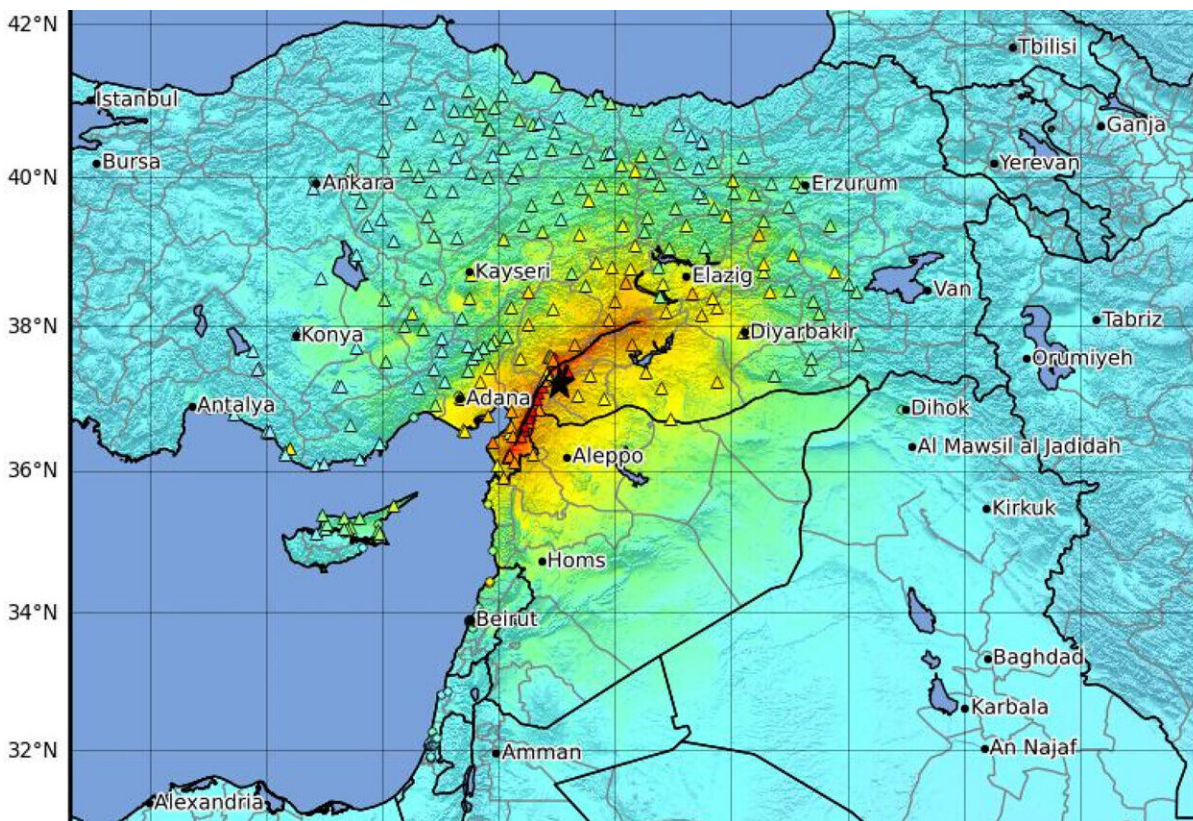 42°N
Tbilisi
Istanbul
Ganja
Bursa
Yerevan
40°N
Ankara
Erzurum
Kayseri
Elazig
Van
38°N
Konya
Diyarbakir
Tabriz
Orumiyeh
Antalya
Adana
Dihok
Al Mawsil al Jadidah
36°N
Aleppo
Kirkuk
Homs
34°N
Beirut
Baghdad
Karbala
32°N
Amman
An Najaf
Alexandria